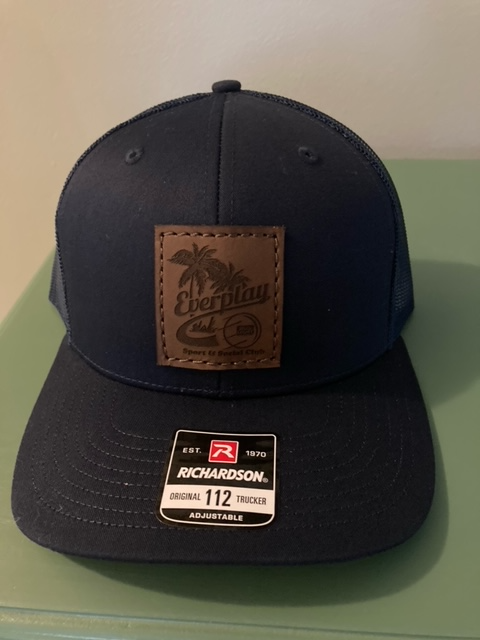 Everplay
Sport & Social Club
EST. R 1970
RICHARDSON®
ORIGINAL 112 TRUCKER
ADJUSTABLE